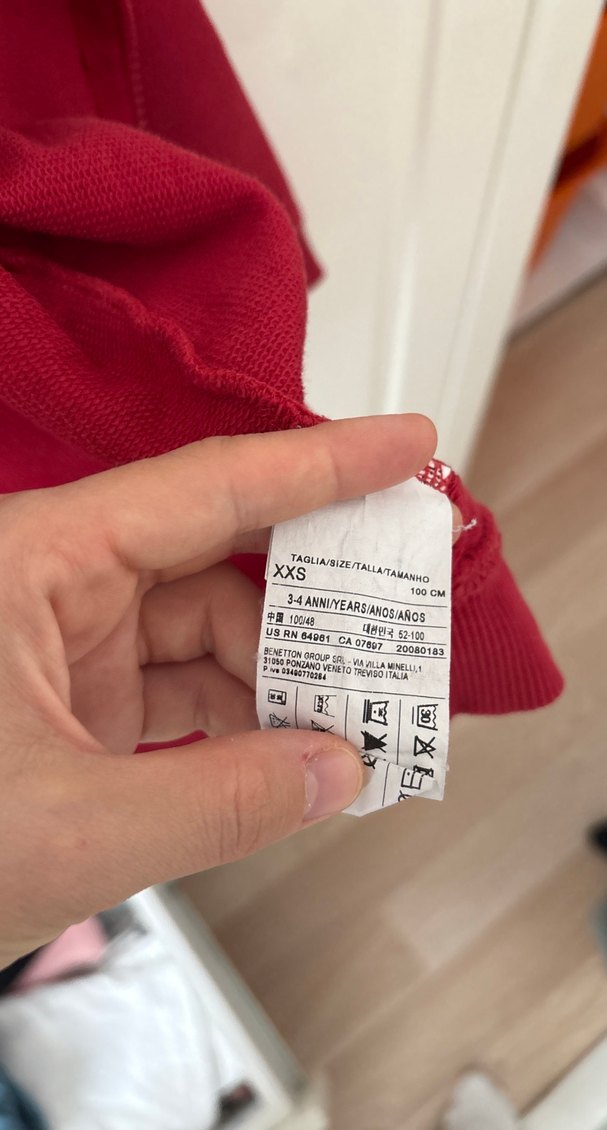 TAGLIA/SIZE/TALLA/TAMANHO
XXS
100 CM
3-4 ANNI/YEARS/ANOS/AÑOS
中国 100/48 대한민국 52-100
US RN 64961 CA 07697 20080183
BENETTON GROUP SRL - VIA VILLA MINELLI,1
31050 PONZANO VENETO TREVISO ITALIA
P iva 03490770264
30